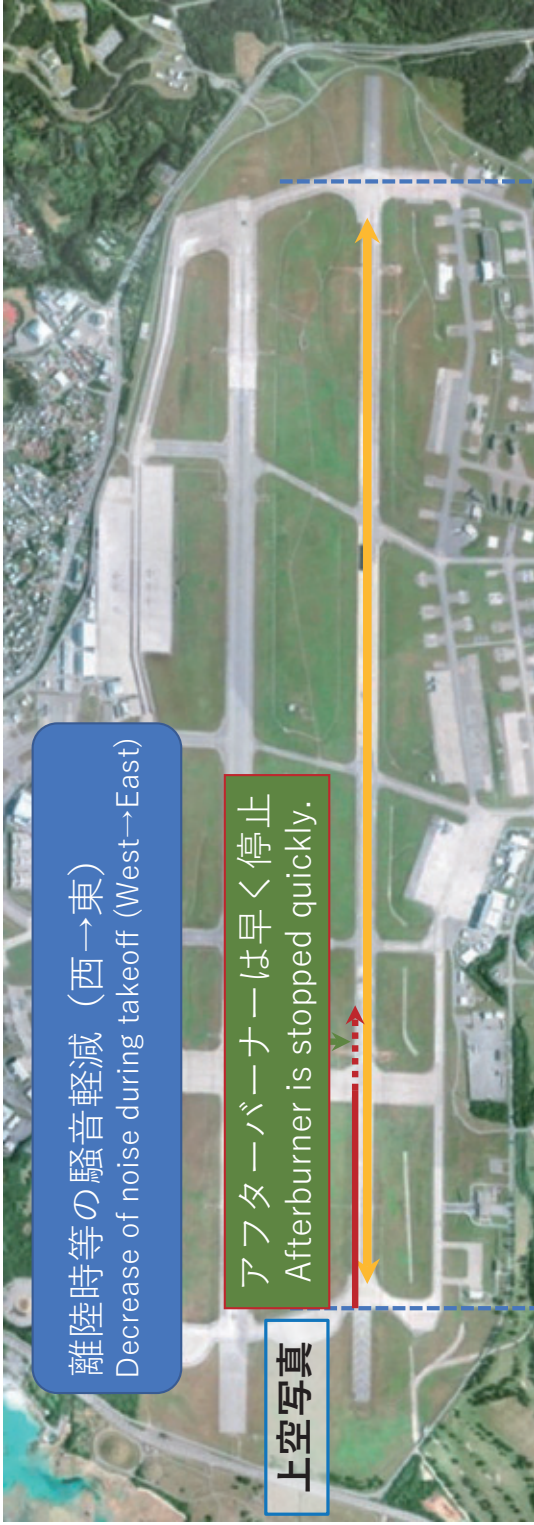 離陸時等の騒音軽減（西→東）
Decrease of noise during takeoff (West→East)
アフターバーナーは早く停止
Afterburner is stopped quickly.
上空写真